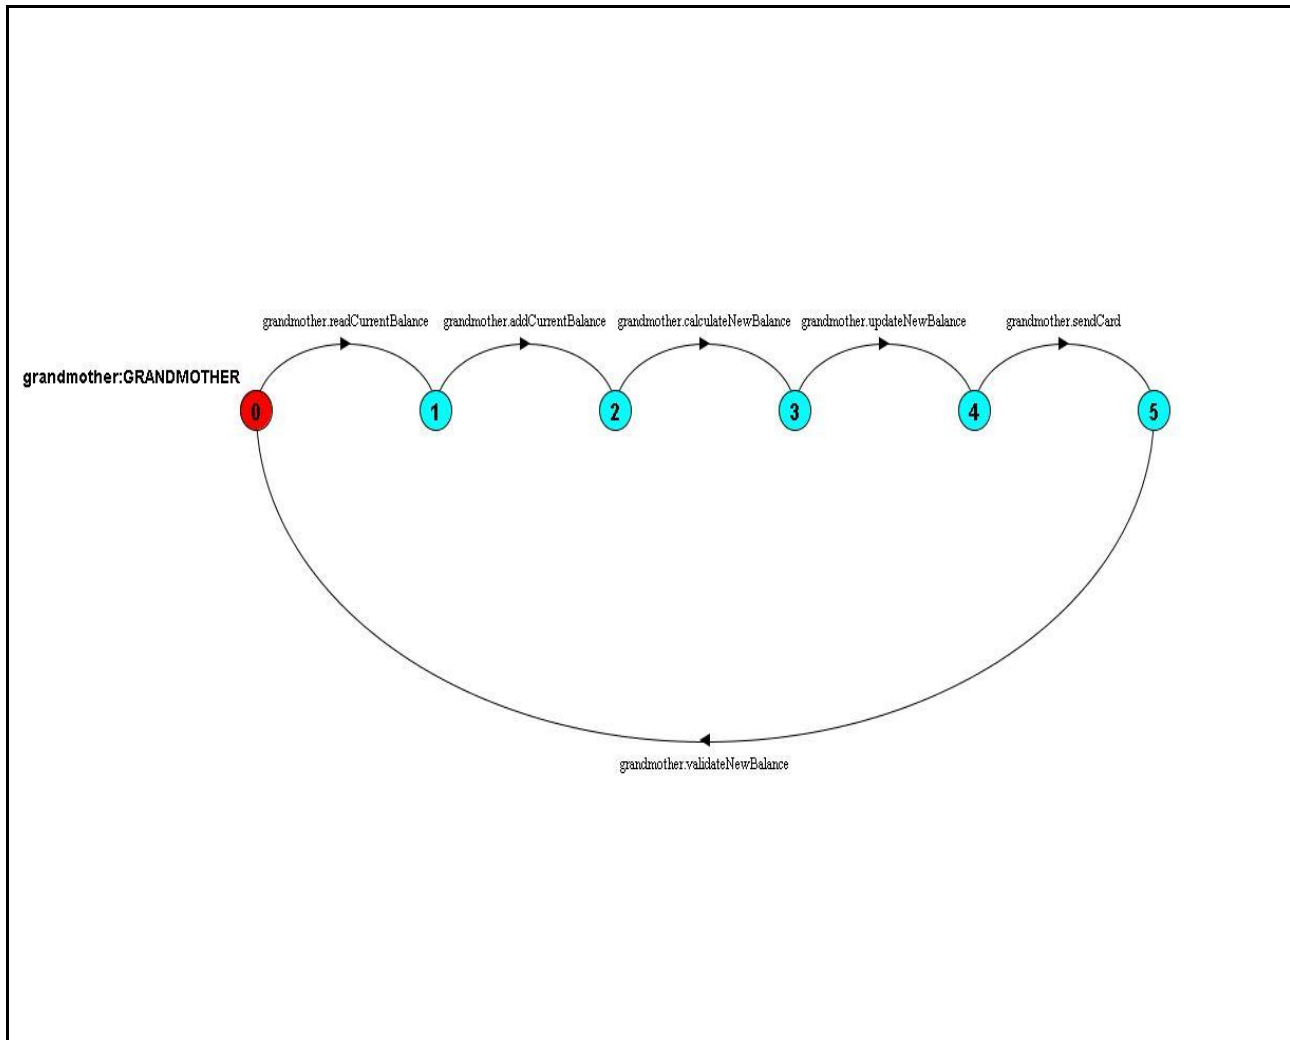 grandmother.readCurrentBalance
grandmother.addCurrentBalance
grandmother.calculateNewBalance
grandmother.updateNewBalance
grandmother.sendCard
grandmother:GRANDMOTHER
0
1
2
3
4
5
grandmother.validateNewBalance